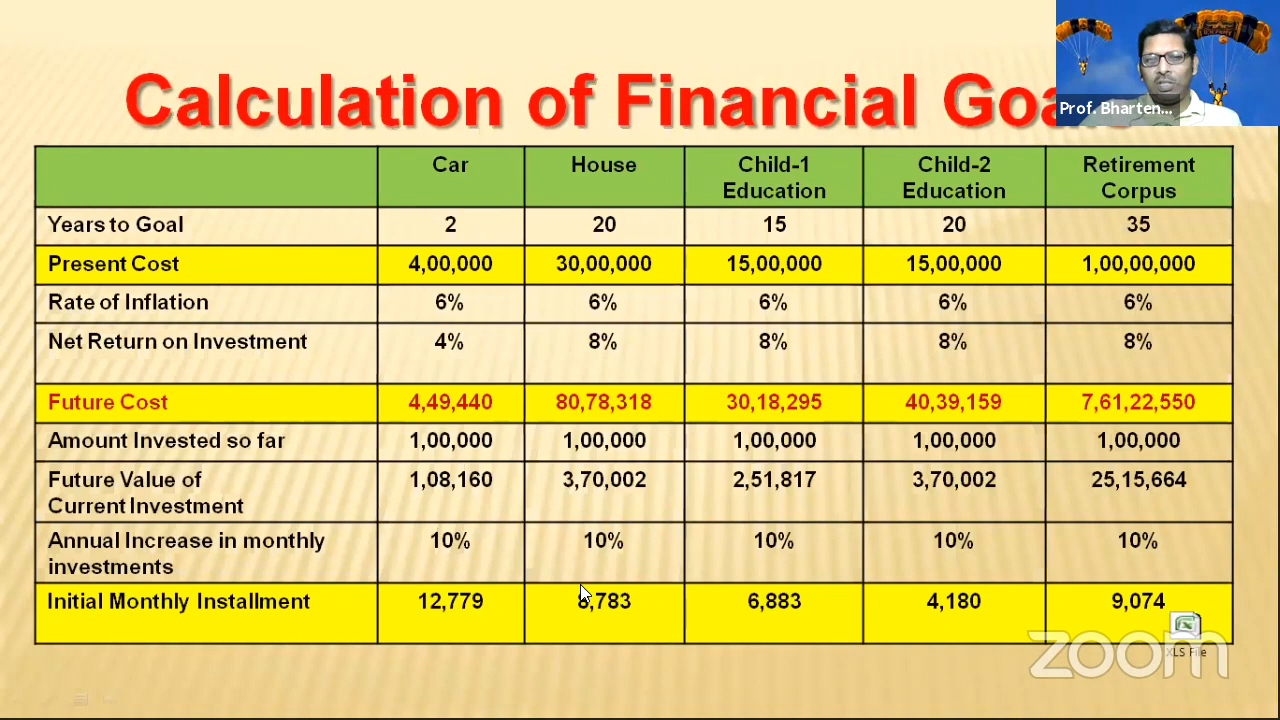 Prof. Bharten...
Calculation of Financial
Car House Child-1 Education Child-2 Education Retirement Corpus
Years to Goal 2 20 15 20 35
Present Cost 4,00,000 30,00,000 15,00,000 15,00,000 1,00,00,000
Rate of Inflation 6% 6% 6% 6% 6%
Net Return on Investment 4% 8% 8% 8% 8%
Future Cost 4,49,440 80,78,318 30,18,295 40,39,159 7,61,22,550
Amount Invested so far 1,00,000 1,00,000 1,00,000 1,00,000 1,00,000
Future Value of Current Investment 1,08,160 3,70,002 2,51,817 3,70,002 25,15,664
Annual Increase in monthly investments 10% 10% 10% 10% 10%
Initial Monthly Installment 12,779 8,783 6,883 4,180 9,074
XLS File
zoom